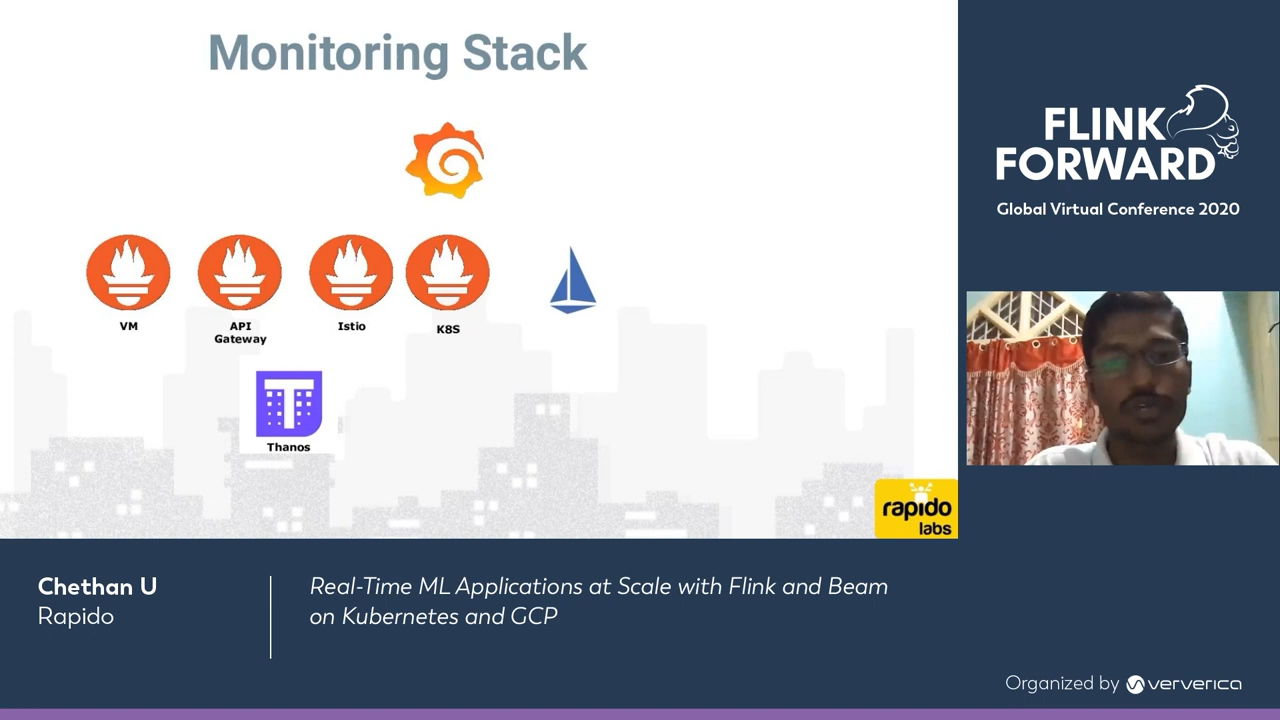 Monitoring Stack
VM
API
Gateway
Istio
K8S
T
Thanos
rapido
labs
FLINK
FORWARD
Global Virtual Conference 2020
Chethan U
Rapido
Real-Time ML Applications at Scale with Flink and Beam
on Kubernetes and GCP
Organized by ververica